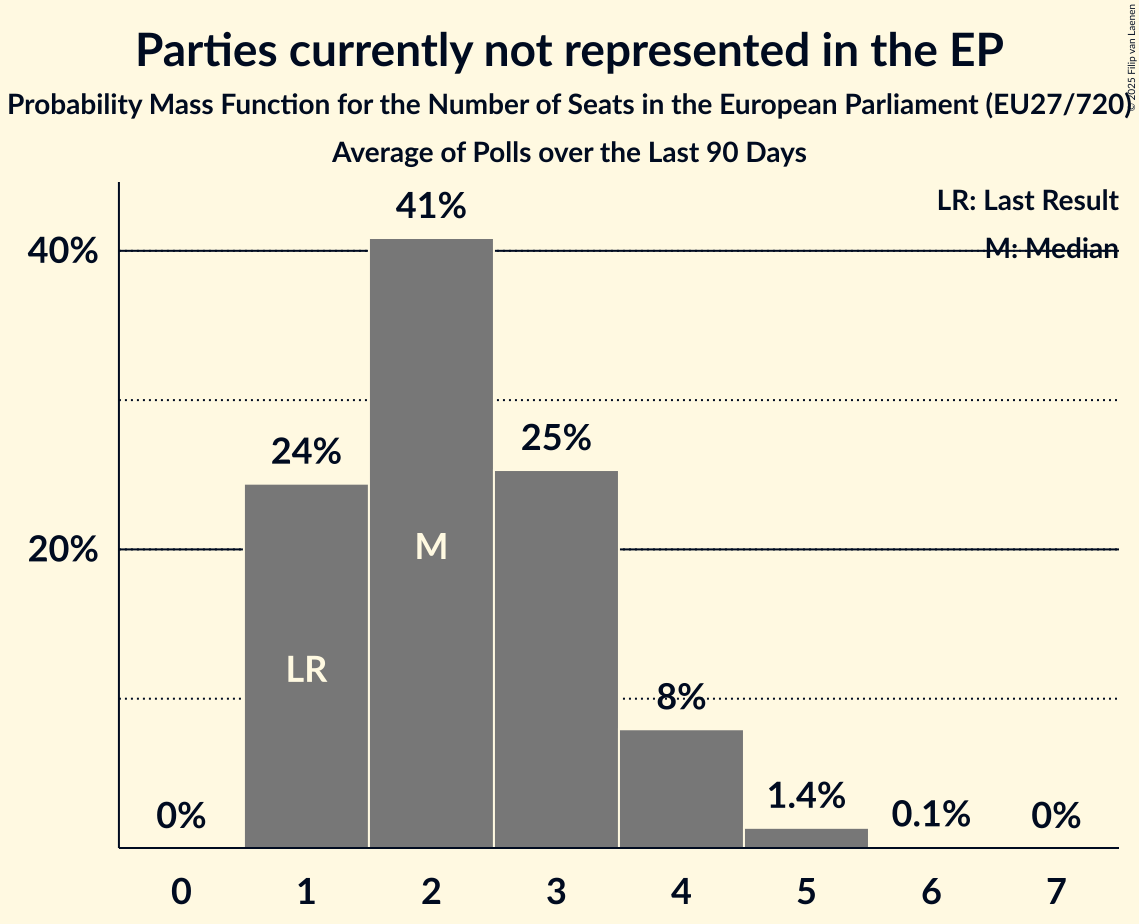 Parties currently not represented in the EP
Probability Mass Function for the Number of Seats in the European Parliament (EU27/720)
Average of Polls over the Last 90 Days
© 2025 Filip van Laenen
LR: Last Result
M: Median
40%
20%
0%
24%
41%
25%
8%
1.4%
0.1%
0%
LR
M
0 1 2 3 4 5 6 7